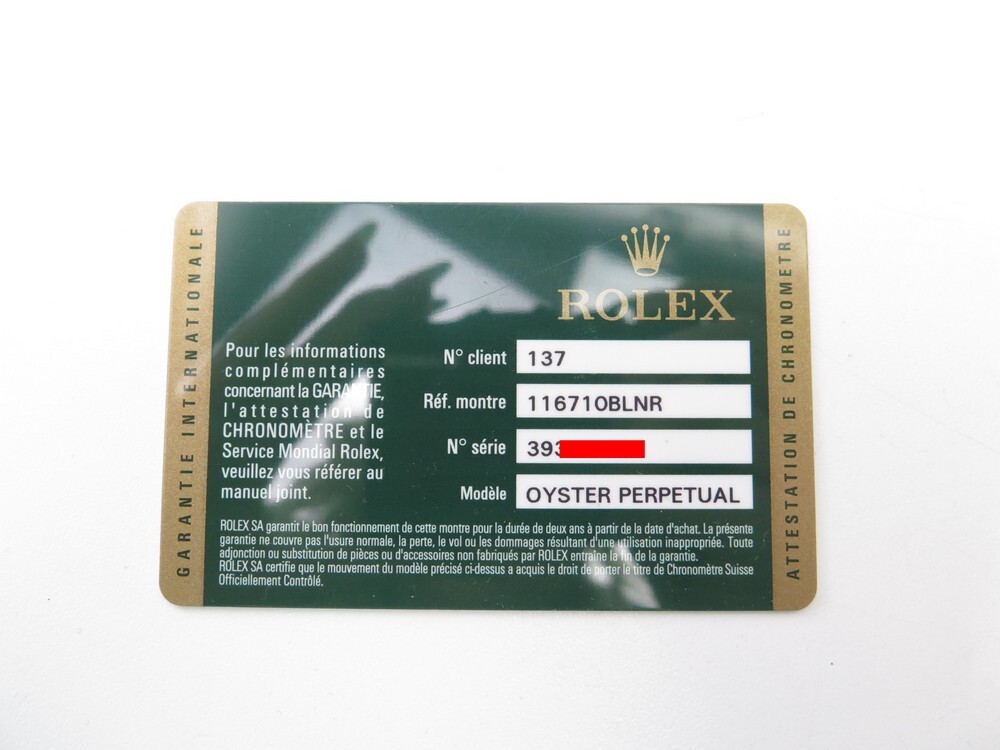 GARANTIE INTERNATIONALE
ROLEX
Pour les informations
complémentaires
concernant la GARANTIE,
l'attestation de
CHRONOMÈTRE et le
Service Mondial Rolex,
veuillez vous référer au
manuel joint.
N° client 137
Réf. montre 116710BLNR
N° série 393
Modèle OYSTER PERPETUAL
ROLEX SA garantit le bon fonctionnement de cette montre pour la durée de deux ans à partir de la date d'achat. La présente
garantie ne couvre pas l'usure normale, la perte, le vol ou les dommages résultant d'une utilisation inappropriée. Toute
adjonction ou substitution de pièces ou d'accessoires non fabriqués par ROLEX entraîne la fin de la garantie.
ROLEX SA certifie que le mouvement du modèle précisé ci-dessus a acquis le droit de porter le titre de Chronomètre Suisse
Officiellement Contrôlé.
ATTESTATION DE CHRONOMETRE